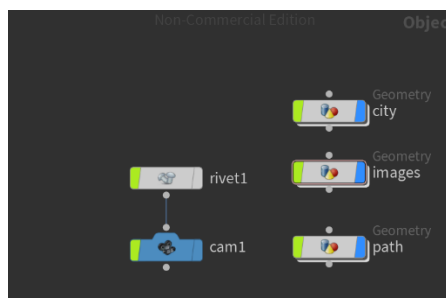 Non-Commercial Edition
Objec
Geometry
city
Geometry
images
rivet1
Geometry
path
cam1